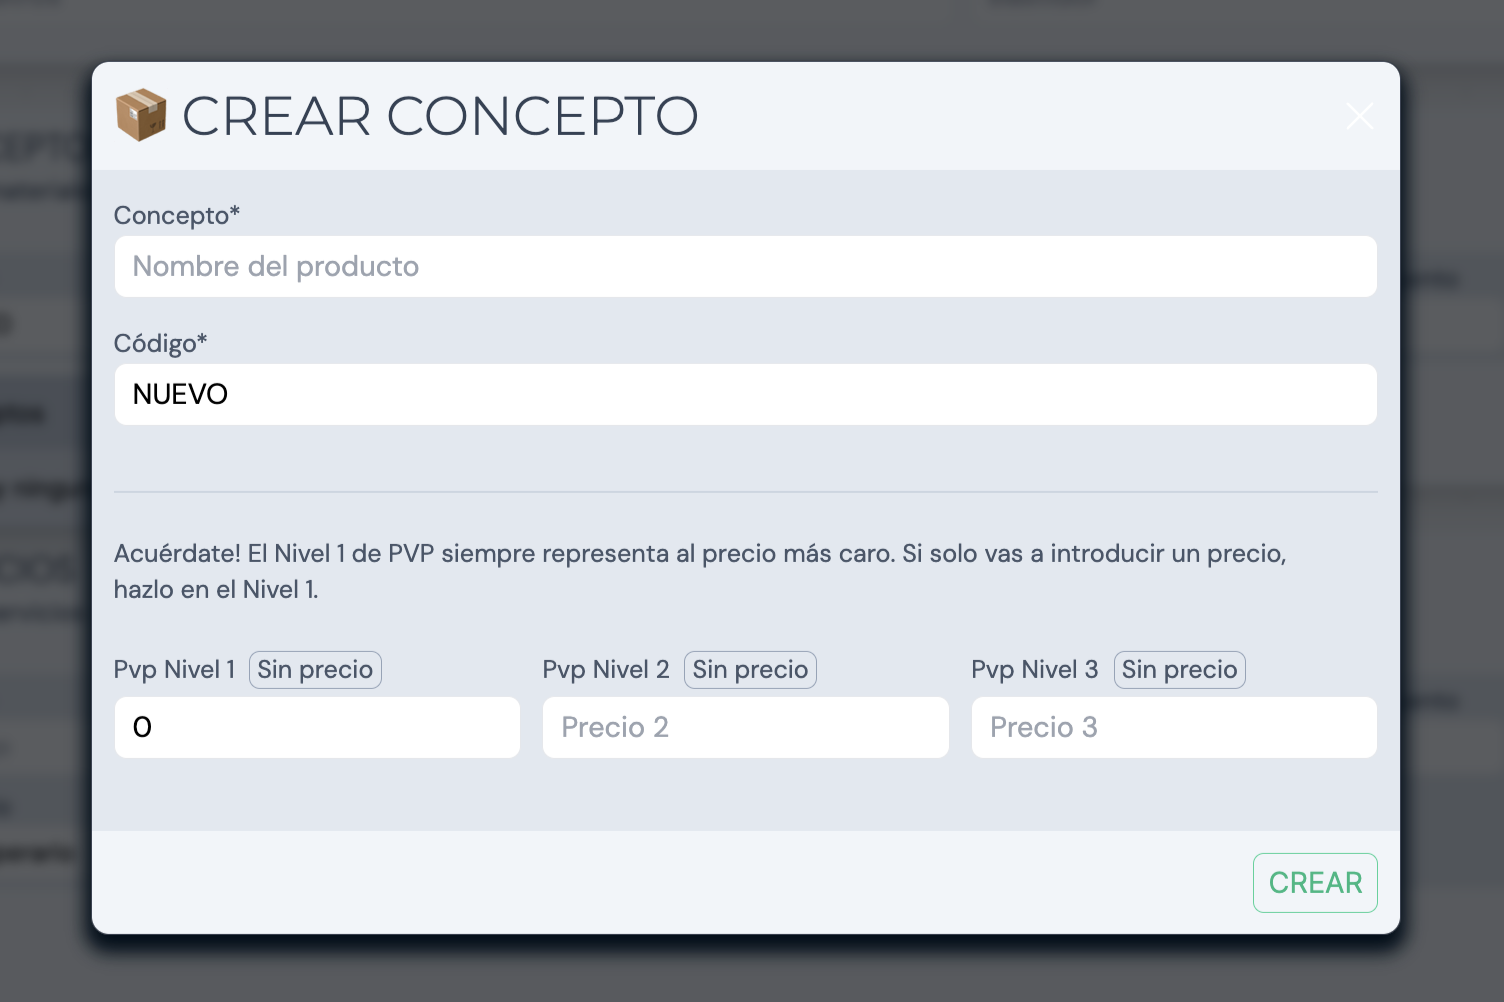 CREAR CONCEPTO
Concepto*
Nombre del producto
Código*
NUEVO
Acuérdate! El Nivel 1 de PVP siempre representa al precio más caro. Si solo vas a introducir un precio,
hazlo en el Nivel 1.
Pvp Nivel 1 Sin precio Pvp Nivel 2 Sin precio Pvp Nivel 3 Sin precio
0 Precio 2 Precio 3
CREAR